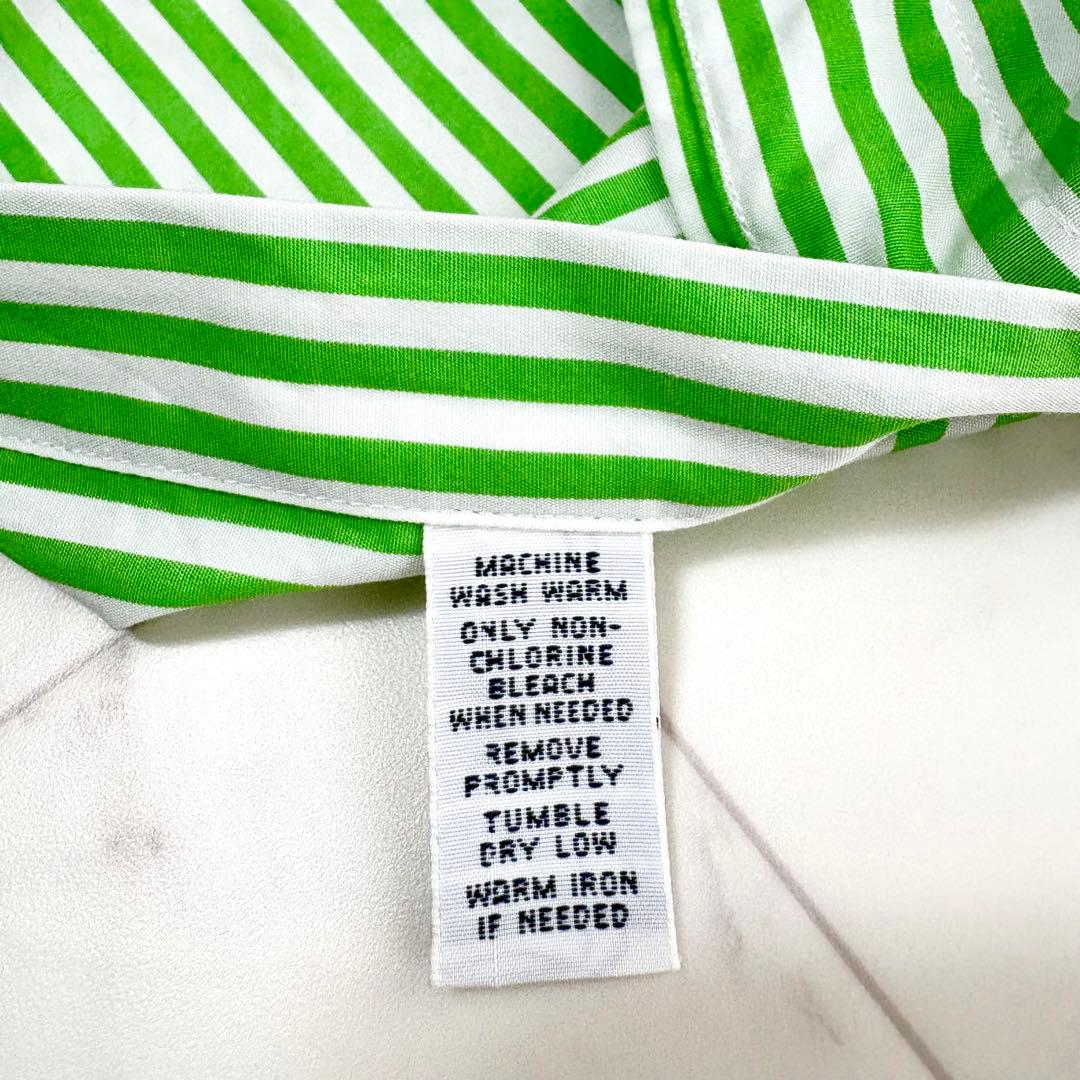 MACHINE
WASH WARM
ONLY NON-
CHLORINE
BLEACH
WHEN NEEDED
REMOVE
PROMPTLY
TUMBLE
DRY LOW
WARM IRON
IF NEEDED